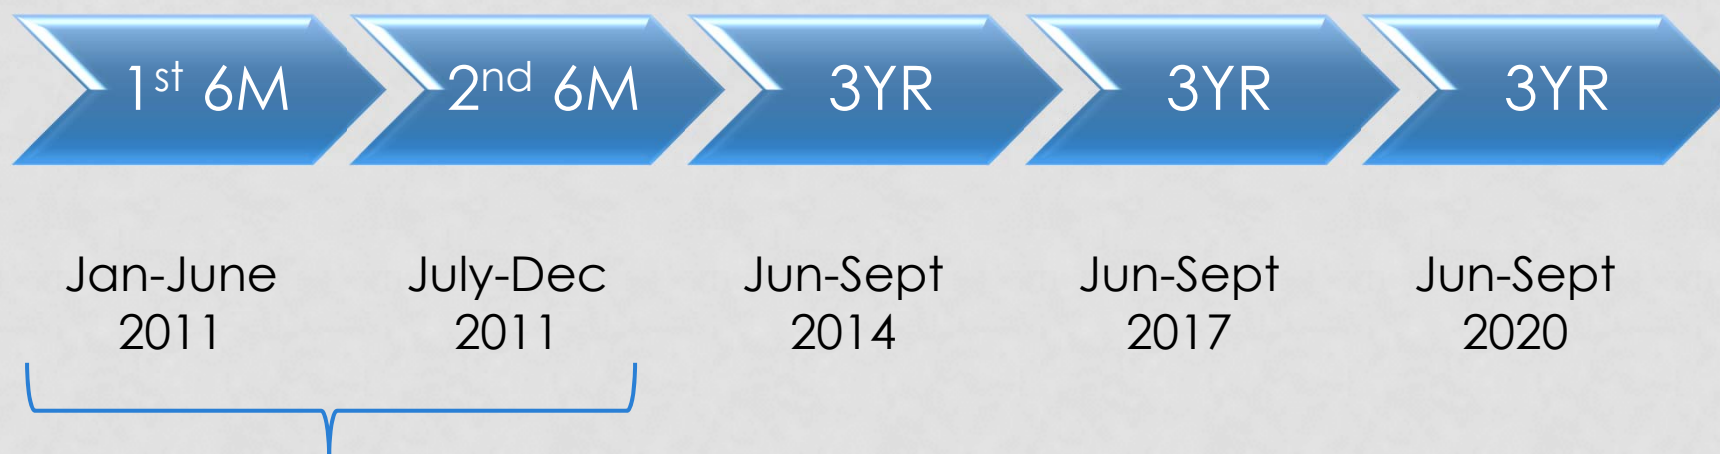 1st 6M
2nd 6M
3YR
3YR
3YR
Jan-June
2011
July-Dec
2011
Jun-Sept
2014
Jun-Sept
2017
Jun-Sept
2020